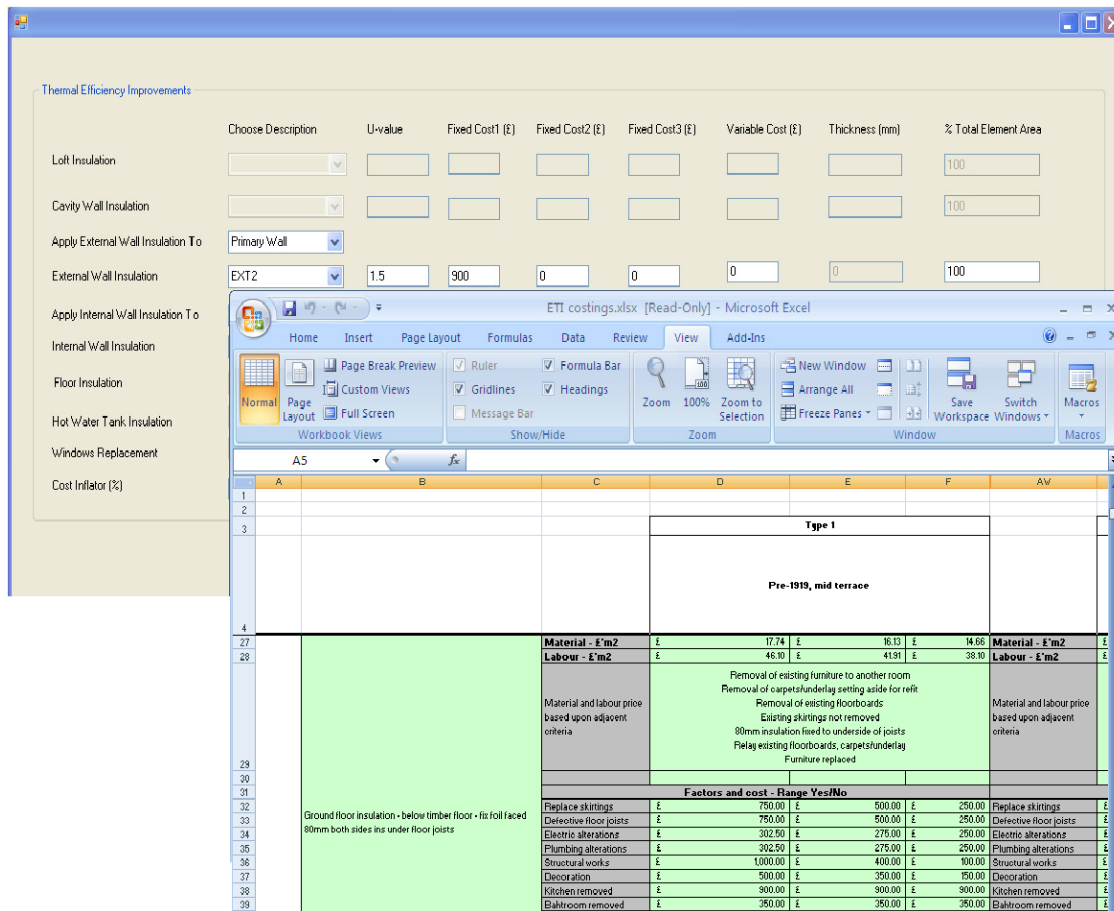 Thermal Efficiency Improvements
Choose Description U-value Fixed Cost1 (£) Fixed Cost2 (£) Fixed Cost3 (£) Variable Cost (£) Thickness (mm) % Total Element Area
Loft Insulation 100
Cavity Wall Insulation 100
Apply External Wall Insulation To Primary Wall
External Wall Insulation EXT2 1.5 900 0 0 0 0 100
Apply Internal Wall Insulation To
Internal Wall Insulation
Floor Insulation
Hot Water Tank Insulation
Windows Replacement
Cost Inflator (%)
ETI costings.xlsx [Read-Only] - Microsoft Excel
Home Insert Page Layout Formulas Data Review View Add-Ins
Normal
Page Layout
Page Break Preview
Custom Views
Full Screen
Workbook Views
Ruler
Gridlines
Message Bar
Formula Bar
Headings
Show/Hide
Zoom
100%
Zoom to Selection
Zoom
New Window
Arrange All
Freeze Panes
Save Workspace
Switch Windows
Window
Macros
Macros
A5 fx
A B C D E F AW
1
2
3 Type 1
4 Pre-1919, mid terrace
27 Material - £'m2 £ 17.74 £ 16.13 £ 14.66 Material - £'m2 £
28 Labour - £'m2 £ 46.10 £ 41.91 £ 38.10 Labour - £'m2 £
Removal of existing furniture to another room
Removal of carpets/underlay setting aside for refit
Material and labour price Removal of existing floorboards Material and labour price
based upon adjacent Existing skirtings not removed based upon adjacent
criteria 80mm insulation fixed to underside of joists criteria
Relay existing floorboards, carpets/underlay
29 Furniture replaced
30
31 Factors and cost - Range Yes/No
32 Replace skirtings £ 750.00 £ 500.00 £ 250.00 Replace skirtings £
Ground floor insulation - below timber floor - fix foil faced
33 Defective floor joists £ 750.00 £ 500.00 £ 250.00 Defective floor joists £
80mm both sides ins under floor joists
34 Electric alterations £ 302.50 £ 275.00 £ 250.00 Electric alterations £
35 Plumbing alterations £ 302.50 £ 275.00 £ 250.00 Plumbing alterations £
36 Structural works £ 1,000.00 £ 400.00 £ 100.00 Structural works £
37 Decoration £ 500.00 £ 350.00 £ 150.00 Decoration £
38 Kitchen removed £ 900.00 £ 900.00 £ 900.00 Kitchen removed £
39 Bahtroom removed £ 350.00 £ 350.00 £ 350.00 Bahtroom removed £